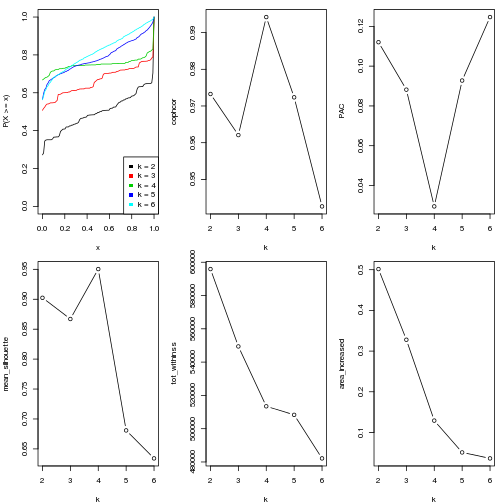 P(X >= x)
0.0 0.2 0.4 0.6 0.8 1.0
0.0 0.2 0.4 0.6 0.8 1.0
x
k = 2
k = 3
k = 4
k = 5
k = 6
cophcor
0.95 0.96 0.97 0.98 0.99
2 3 4 5 6
k
PAC
0.04 0.06 0.08 0.10 0.12
2 3 4 5 6
k
mean_silhouette
0.65 0.70 0.75 0.80 0.85 0.90 0.95
2 3 4 5 6
k
tot_withinss
480000 500000 520000 540000 560000 580000 600000
2 3 4 5 6
k
area_increased
0.1 0.2 0.3 0.4 0.5
2 3 4 5 6
k